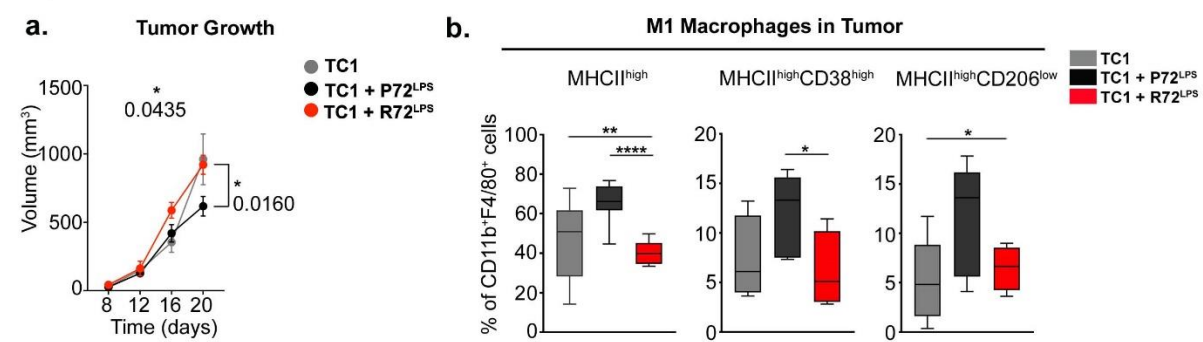 a.
Tumor Growth
TC1
TC1 + P72LPS
TC1 + R72LPS
*
0.0435
Volume (mm3)
1500
1000
500
0
8 12 16 20
Time (days)
*
0.0160
b.
M1 Macrophages in Tumor
TC1
TC1 + P72LPS
TC1 + R72LPS
MHCIIhigh
MHCIIhighCD38high
MHCIIhighCD206low
% of CD11b+F4/80+ cells
100
80
60
40
20
0
**
****
20
15
10
5
0
*
20
15
10
5
0
*